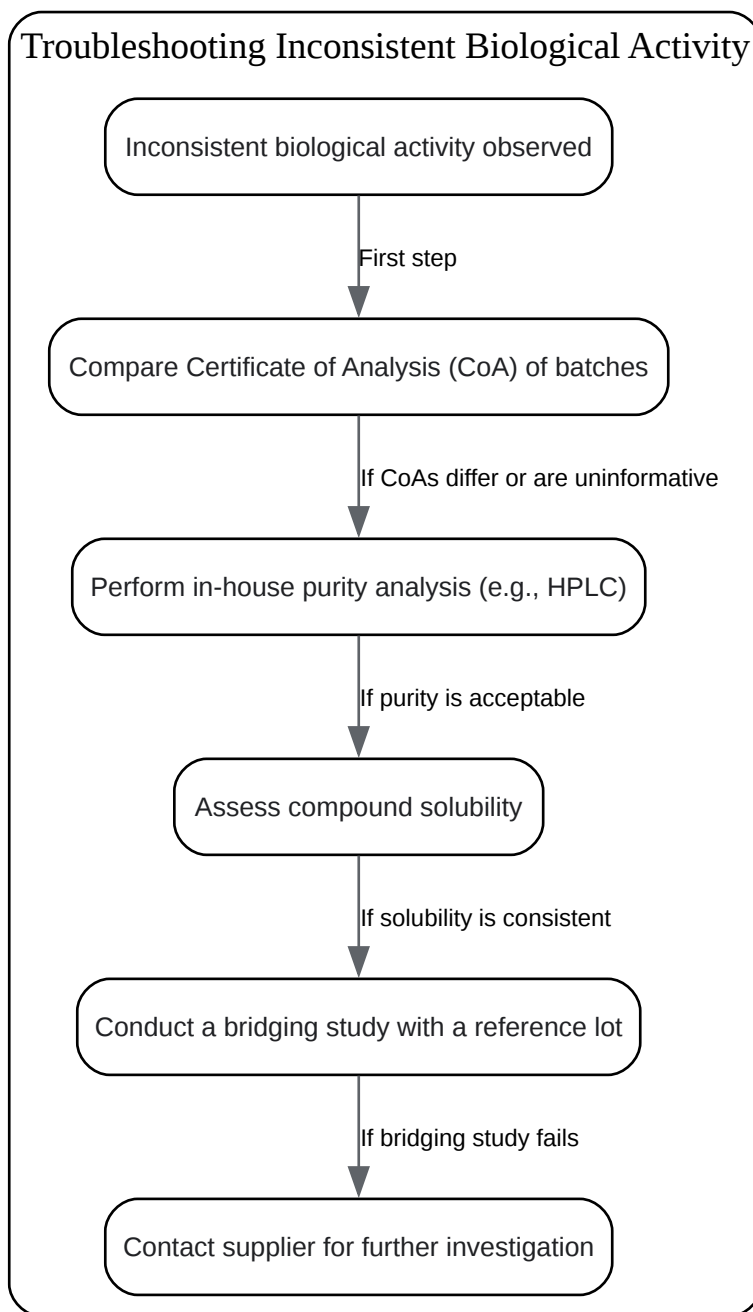 Troubleshooting Inconsistent Biological Activity
Inconsistent biological activity observed
First step
Compare Certificate of Analysis (CoA) of batches
If CoAs differ or are uninformative
Perform in-house purity analysis (e.g., HPLC)
If purity is acceptable
Assess compound solubility
If solubility is consistent
Conduct a bridging study with a reference lot
If bridging study fails
Contact supplier for further investigation